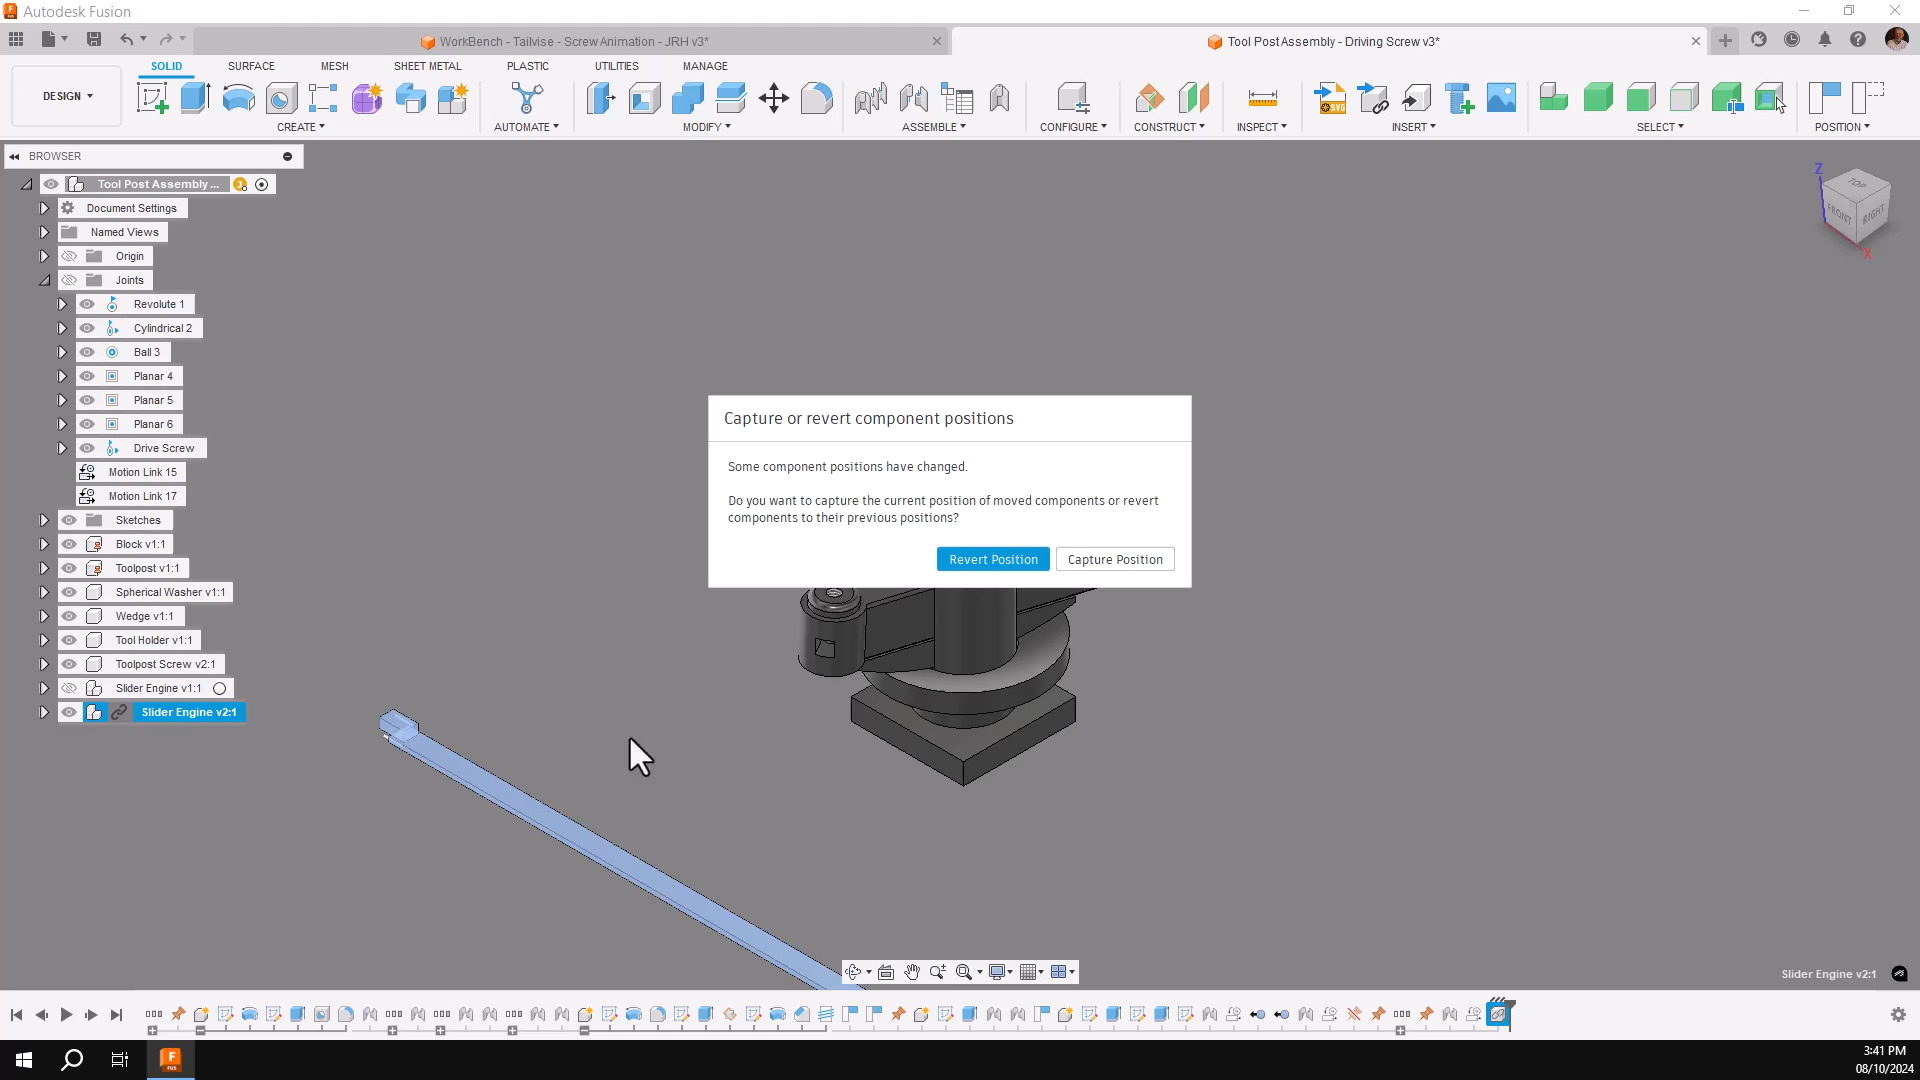 Autodesk Fusion
WorkBench - Tailvise - Screw Animation - JRH v3*
Tool Post Assembly - Driving Screw v3*
DESIGN
SOLID
SURFACE
MESH
SHEET METAL
PLASTIC
UTILITIES
MANAGE
CREATE
AUTOMATE
MODIFY
ASSEMBLE
CONFIGURE
CONSTRUCT
INSPECT
INSERT
SELECT
POSITION
BROWSER
Tool Post Assembly ...
Document Settings
Named Views
Origin
Joints
Revolute 1
Cylindrical 2
Ball 3
Planar 4
Planar 5
Planar 6
Drive Screw
Motion Link 15
Motion Link 17
Sketches
Block v1:1
Toolpost v1:1
Spherical Washer v1:1
Wedge v1:1
Tool Holder v1:1
Toolpost Screw v2:1
Slider Engine v1:1
Slider Engine v2:1
Z
TOP
FRONT
RIGHT
X
Capture or revert component positions
Some component positions have changed.
Do you want to capture the current position of moved components or revert
components to their previous positions?
Revert Position
Capture Position
Slider Engine v2:1
3:41 PM
08/10/2024